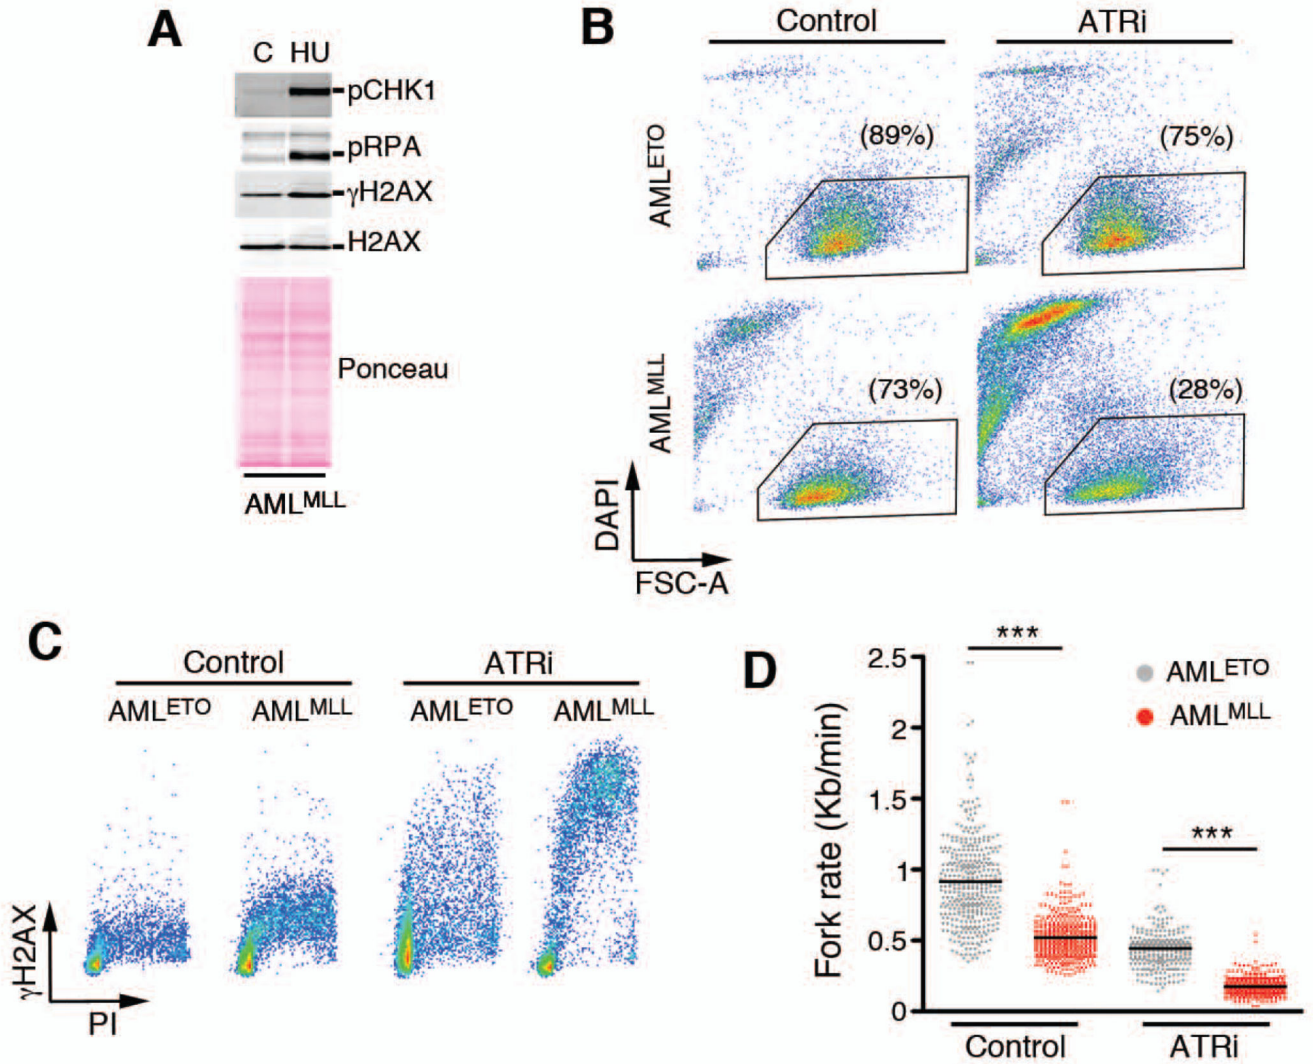 A
C HU
pCHK1
pRPA
γH2AX
H2AX
Ponceau
AMLMLL
B
Control ATRi
AMLETO
(89%) (75%)
AMLMLL
(73%) (28%)
DAPI
FSC-A
C
Control ATRi
AMLETO AMLMLL AMLETO AMLMLL
γH2AX
PI
D
***
AMLETO
AMLMLL
***
Fork rate (Kb/min)
2.5
2
1.5
1
0.5
0
Control ATRi